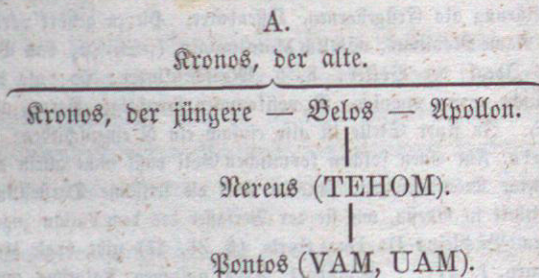 A.
Kronos, der alte.
Kronos, der jüngere — Belos — Apollon.
Nereus (TEHOM).
Pontos (VAM, UAM).